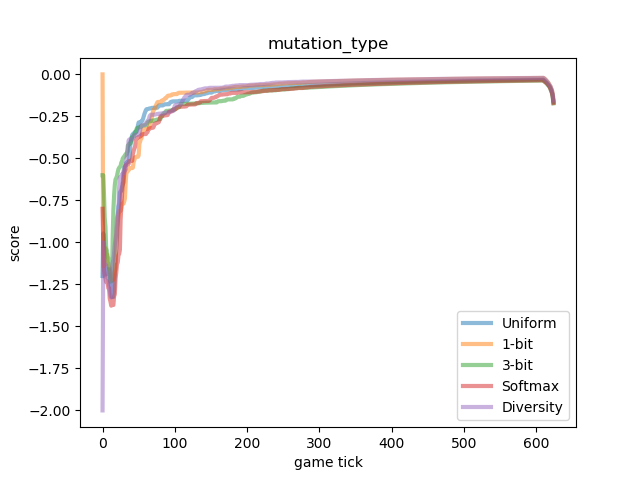 mutation_type
0.00
−0.25
−0.50
−0.75
−1.00
−1.25
−1.50
−1.75
−2.00
score
0
100
200
300
400
500
600
game tick
Uniform
1-bit
3-bit
Softmax
Diversity